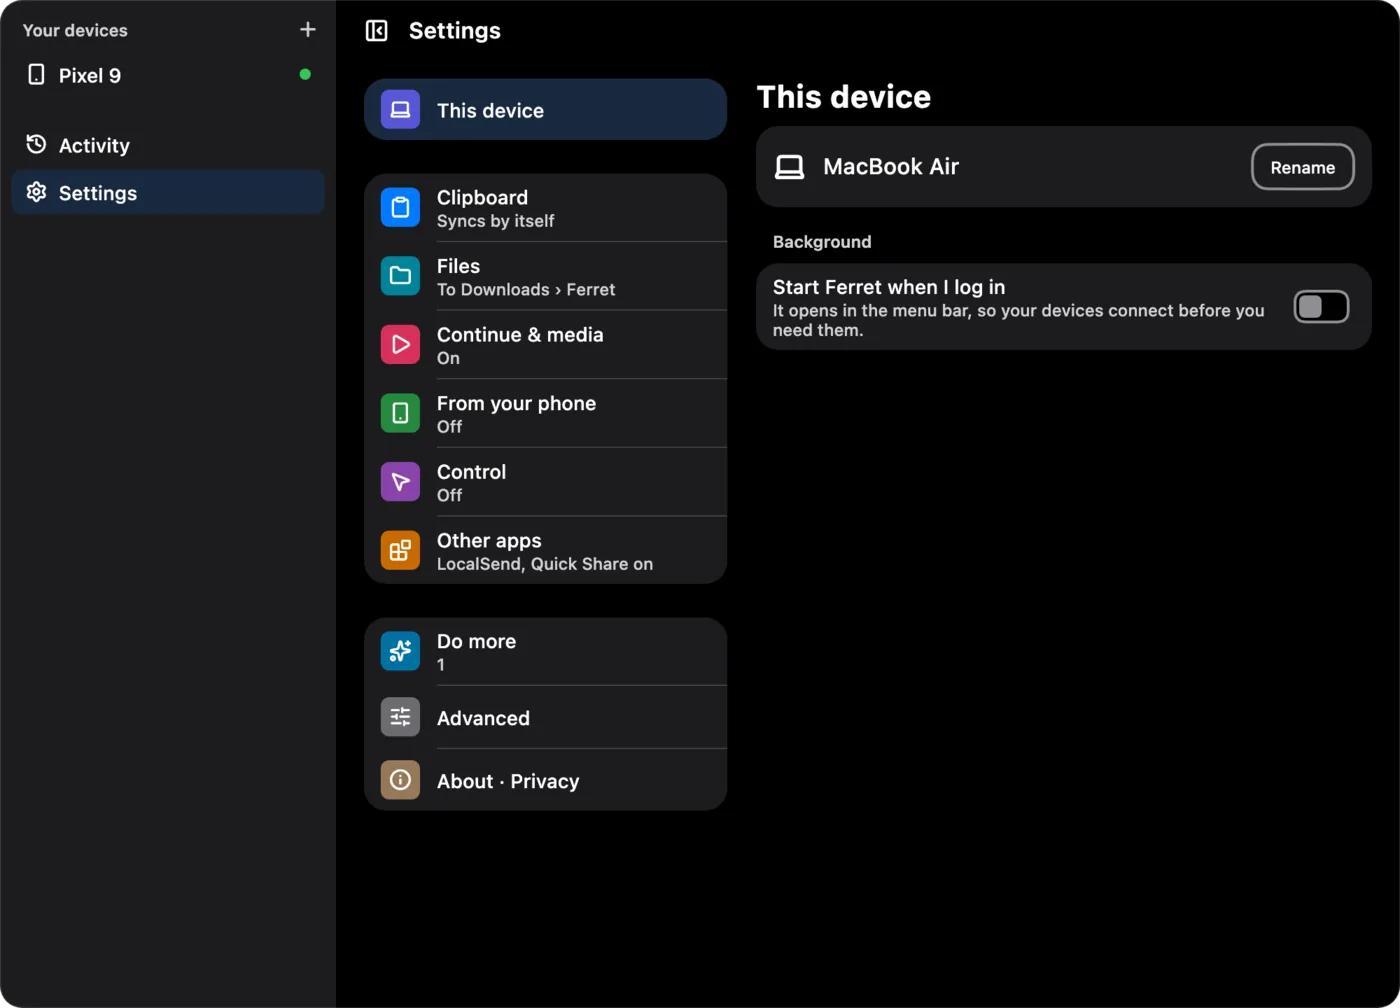 Your devices
Pixel 9
Activity
Settings
Settings
This device
Clipboard
Syncs by itself
Files
To Downloads › Ferret
Continue & media
On
From your phone
Off
Control
Off
Other apps
LocalSend, Quick Share on
Do more
1
Advanced
About · Privacy
This device
MacBook Air
Rename
Background
Start Ferret when I log in
It opens in the menu bar, so your devices connect before you
need them.